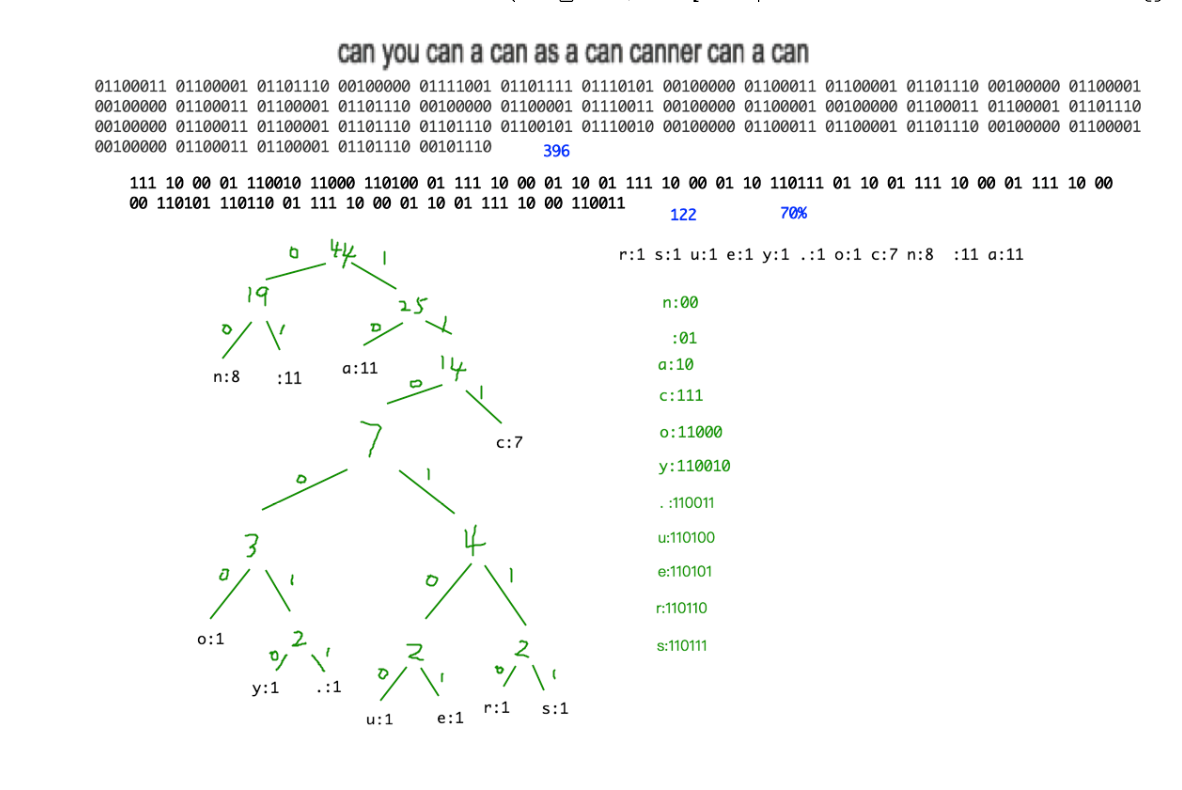 can you can a can as a can canner can a can
01100011 01100001 01101110 00100000 01111001 01101111 01110101 00100000 01100011 01100001 01101110 00100000 01100001
00100000 01100011 01100001 01101110 00100000 01100001 01110011 00100000 01100001 00100000 01100011 01100001 01101110
00100000 01100011 01100001 01101110 01101110 01100101 01110010 00100000 01100011 01100001 01101110 00100000 01100001
00100000 01100011 01100001 01101110 00101110
396
111 10 00 01 110010 11000 110100 01 111 10 00 01 10 01 111 10 00 01 10 110111 01 10 01 111 10 00 01 111 10 00
00 110101 110110 01 111 10 00 01 10 01 111 10 00 110011
122 70%
r:1 s:1 u:1 e:1 y:1 .:1 o:1 c:7 n:8 :11 a:11
0 44 1
19 25
0 1 0 1
n:8 :11 a:11 14
0 1
7 c:7
0 1
3 4
0 1 0 1
o:1 2 2 2
0 1 0 1 0 1
y:1 .:1 u:1 e:1 r:1 s:1
n:00
:01
a:10
c:111
o:11000
y:110010
. :110011
u:110100
e:110101
r:110110
s:110111